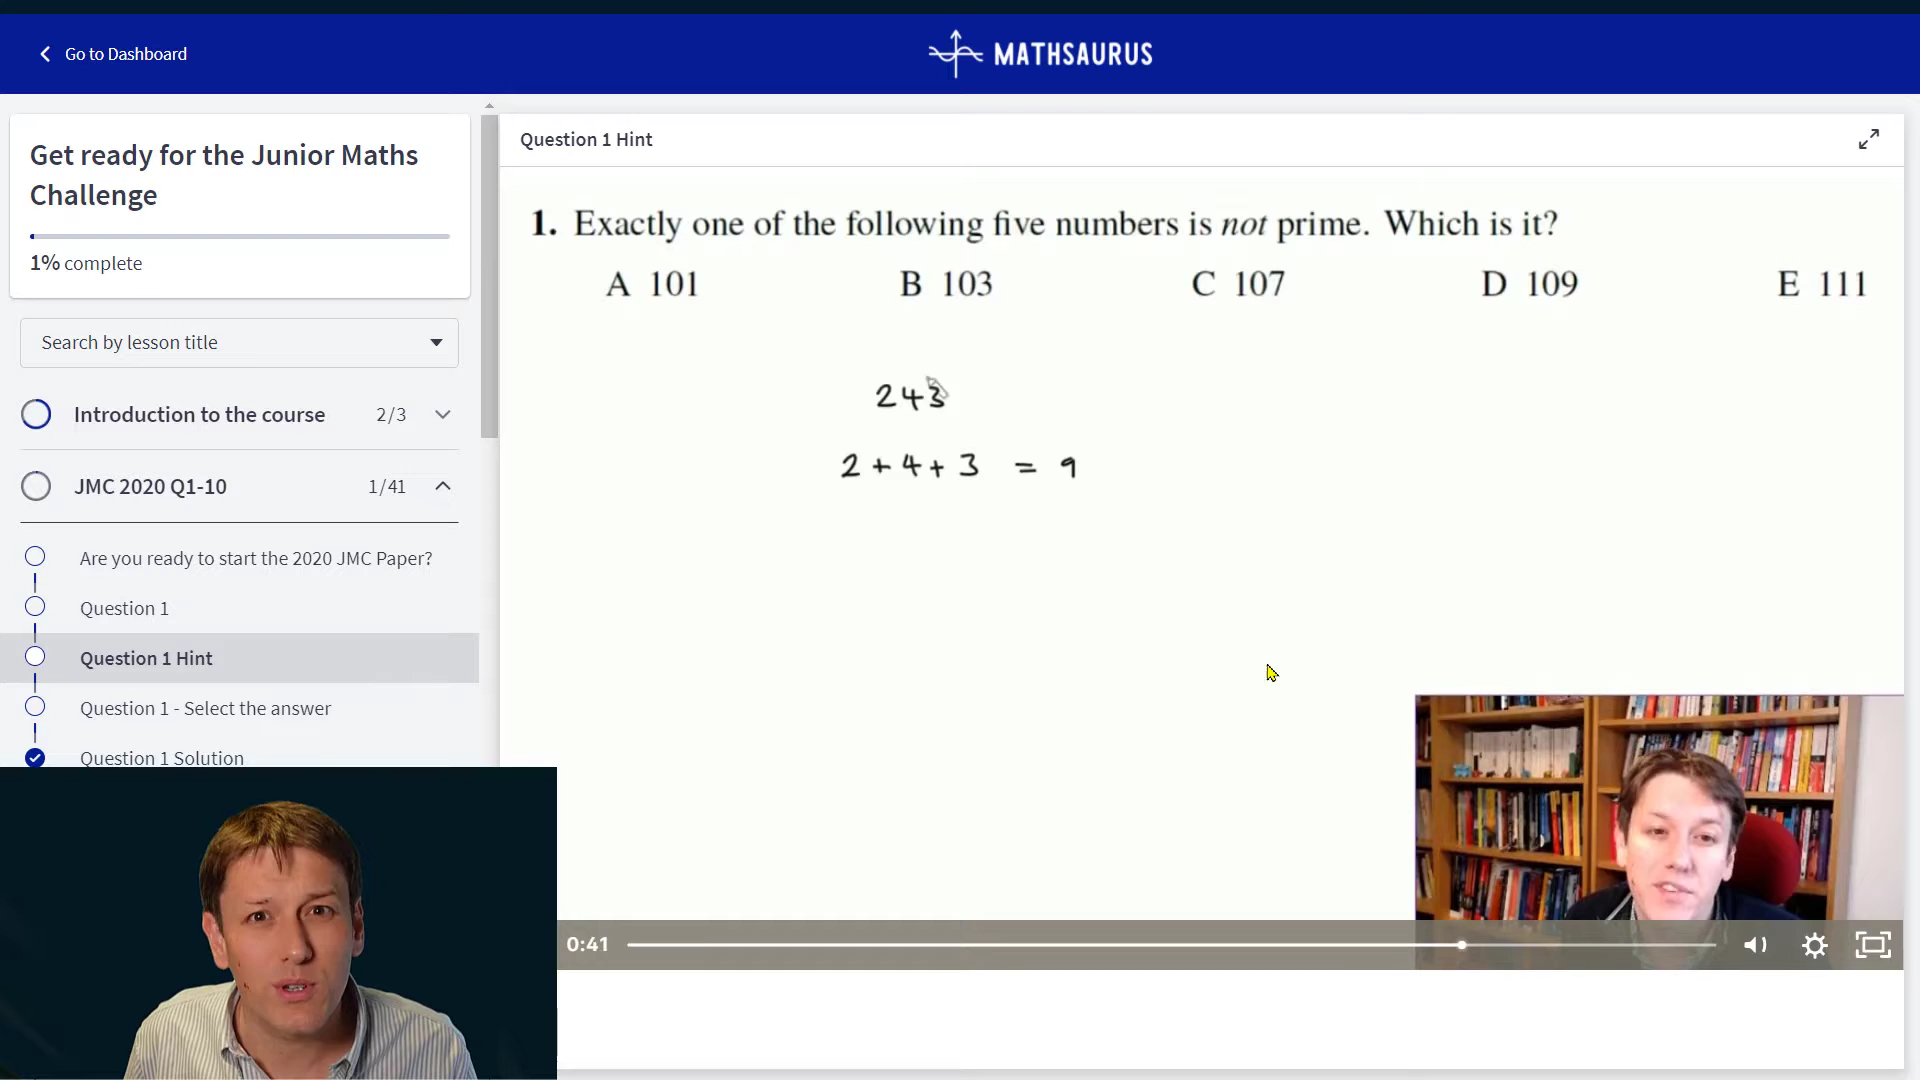 Go to Dashboard
MATHSAURUS
Get ready for the Junior Maths
Challenge
1% complete
Search by lesson title
Introduction to the course 2/3
JMC 2020 Q1-10 1/41
Are you ready to start the 2020 JMC Paper?
Question 1
Question 1 Hint
Question 1 - Select the answer
Question 1 Solution
Question 1 Hint
1. Exactly one of the following five numbers is not prime. Which is it?
A 101 B 103 C 107 D 109 E 111
243
2 + 4 + 3 = 9
0:41